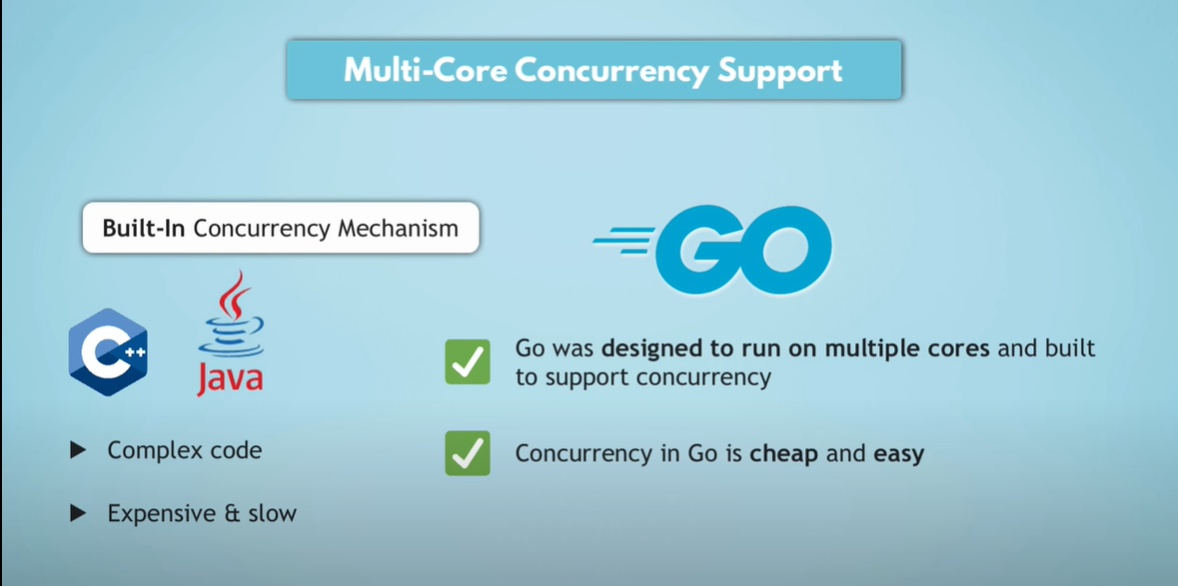 Multi-Core Concurrency Support
Built-In Concurrency Mechanism
GO
C++
Java
Complex code
Expensive & slow
Go was designed to run on multiple cores and built
to support concurrency
Concurrency in Go is cheap and easy